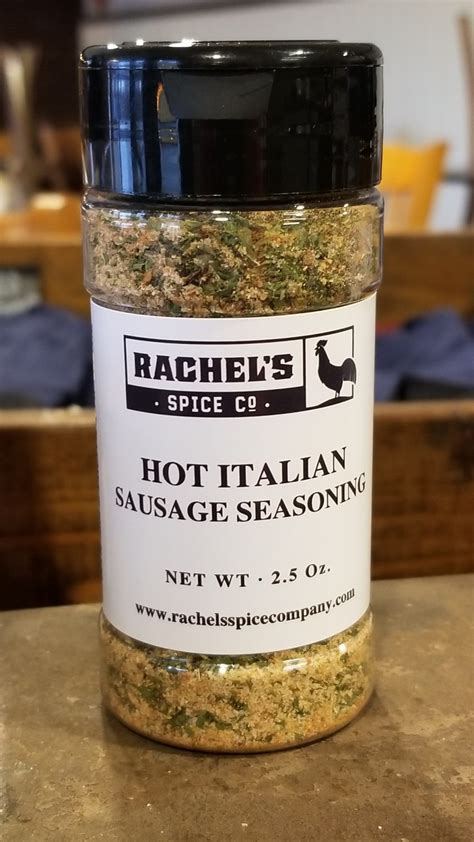 RACHEL'S
· SPICE Co ·
HOT ITALIAN
SAUSAGE SEASONING
NET WT · 2.5 Oz.
www.rachelsspicecompany.com